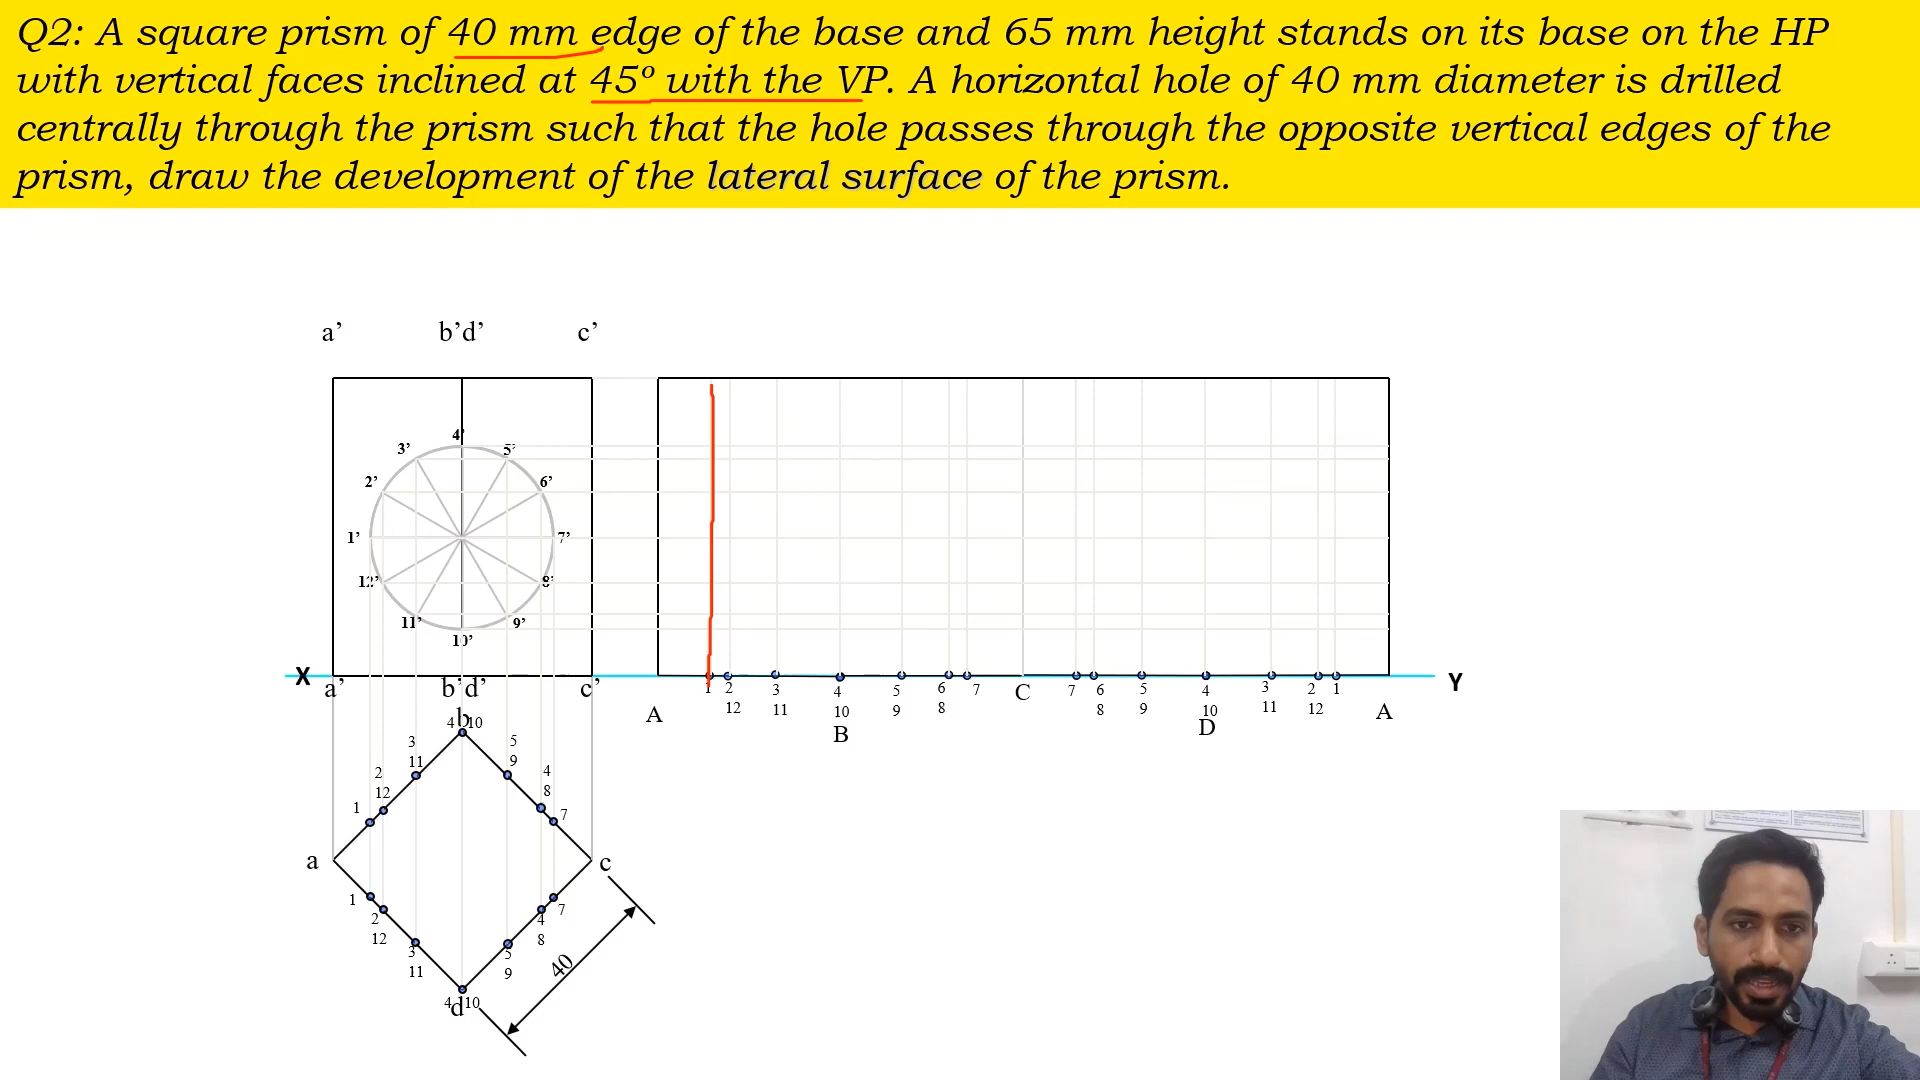 Q2: A square prism of 40 mm edge of the base and 65 mm height stands on its base on the HP
with vertical faces inclined at 45º with the VP. A horizontal hole of 40 mm diameter is drilled
centrally through the prism such that the hole passes through the opposite vertical edges of the
prism, draw the development of the lateral surface of the prism.
a’ b’d’ c’
4’
3’ 5’
2’ 6’
1’ 7’
12’ 8’
11’ 9’
10’
X Y
a’ b’d’ c’
1 2 3 4 5 6 7 C 7 6 5 4 3 2 1
12 11 10 9 8 8 9 10 11 12
A B D A
b
4 10
3 5
11 9
2 4
12 8
1 7
a c
1 7
2 4
12 8
3 5
11 9
4 10
d
40